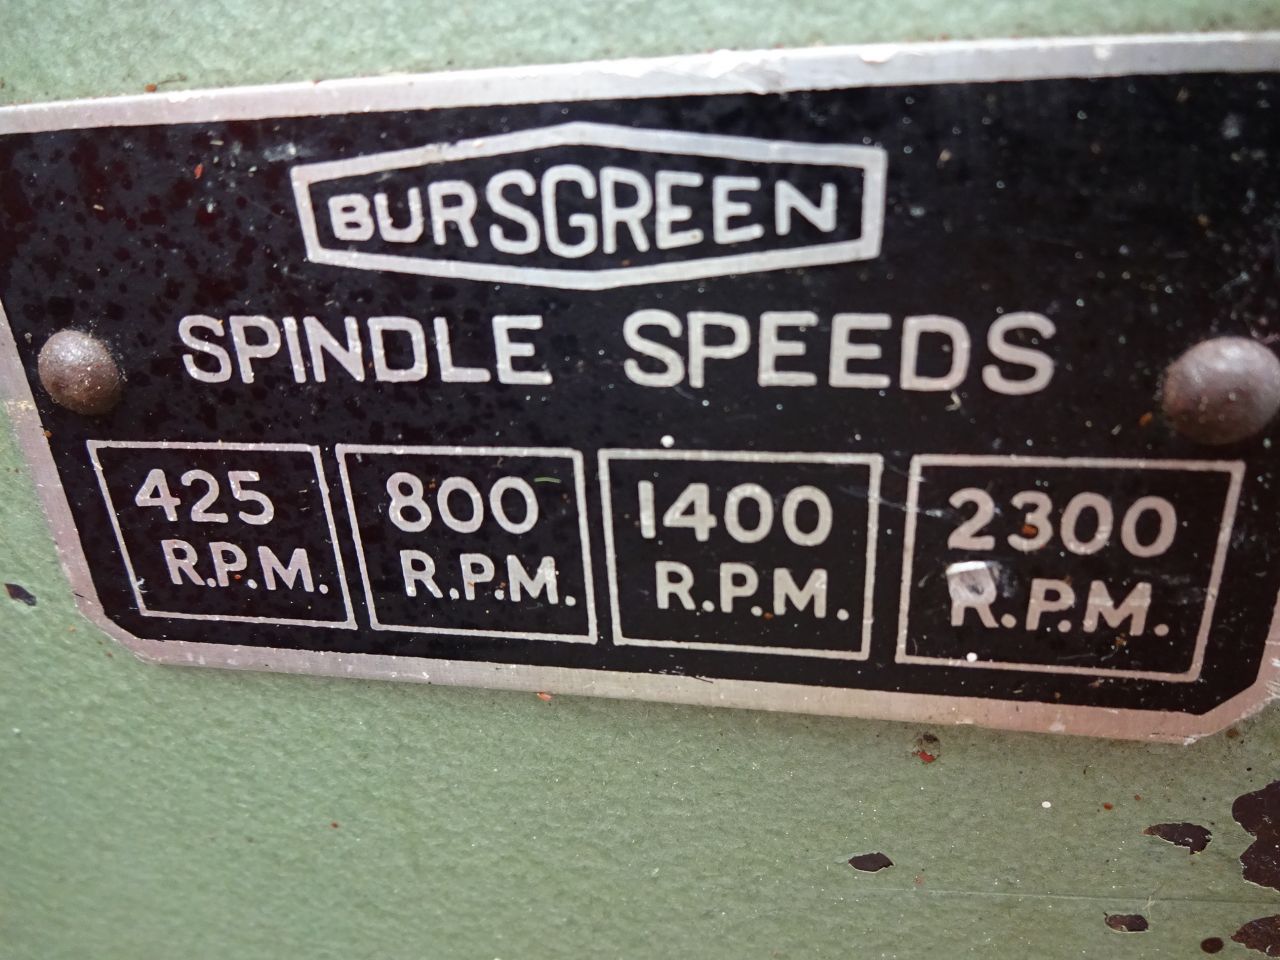 BURSGREEN
SPINDLE SPEEDS
425
R.P.M.
800
R.P.M.
1400
R.P.M.
2300
R.P.M.